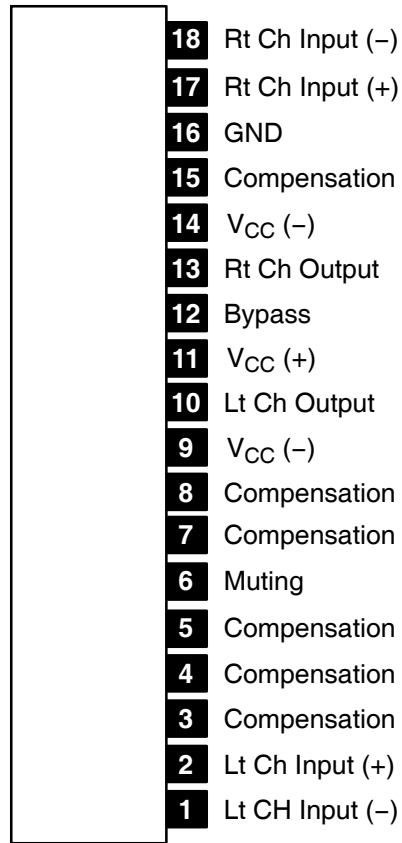 18 Rt Ch Input (−)
17 Rt Ch Input (+)
16 GND
15 Compensation
14 VCC (−)
13 Rt Ch Output
12 Bypass
11 VCC (+)
10 Lt Ch Output
9 VCC (−)
8 Compensation
7 Compensation
6 Muting
5 Compensation
4 Compensation
3 Compensation
2 Lt Ch Input (+)
1 Lt CH Input (−)